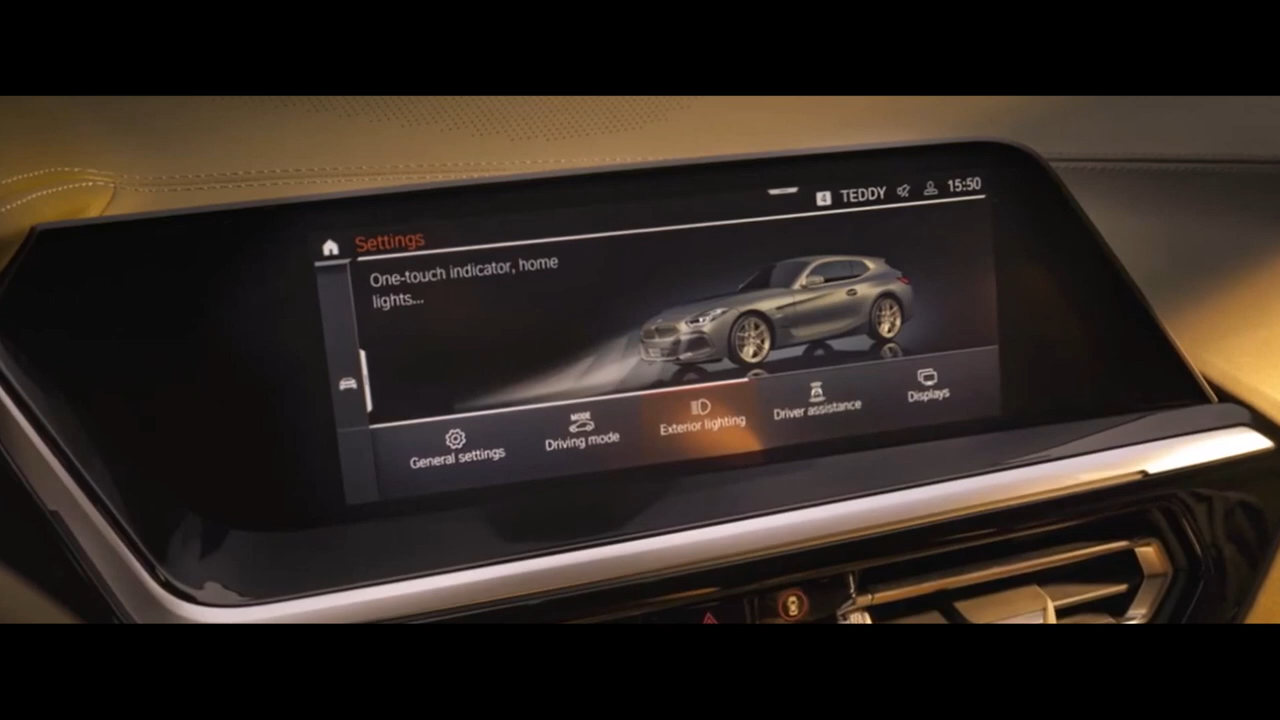 4 TEDDY 15:50
Settings
One-touch indicator, home
lights...
General settings
MODE
Driving mode
Exterior lighting
Driver assistance
Displays